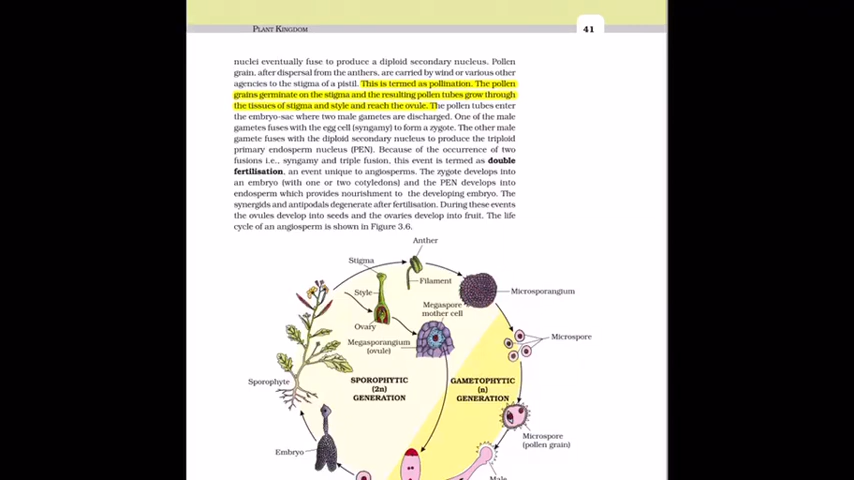 PLANT KINGDOM
41
nuclei eventually fuse to produce a diploid secondary nucleus. Pollen
grain, after dispersal from the anthers, are carried by wind or various other
agencies to the stigma of a pistil. This is termed as pollination. The pollen
grains germinate on the stigma and the resulting pollen tubes grow through
the tissues of stigma and style and reach the ovule. The pollen tubes enter
the embryo-sac where two male gametes are discharged. One of the male
gametes fuses with the egg cell (syngamy) to form a zygote. The other male
gamete fuses with the diploid secondary nucleus to produce the triploid
primary endosperm nucleus (PEN). Because of the occurrence of two
fusions i.e., syngamy and triple fusion, this event is termed as double
fertilisation, an event unique to angiosperms. The zygote develops into
an embryo (with one or two cotyledons) and the PEN develops into
endosperm which provides nourishment to the developing embryo. The
synergids and antipodals degenerate after fertilisation. During these events
the ovules develop into seeds and the ovaries develop into fruit. The life
cycle of an angiosperm is shown in Figure 3.6.
Anther
Stigma
Filament
Style
Microsporangium
Megaspore
mother cell
Ovary
Microspore
Megasporangium
(ovule)
Sporophyte
SPOROPHYTIC
(2n)
GENERATION
GAMETOPHYTIC
(n)
GENERATION
Microspore
(pollen grain)
Embryo
Male